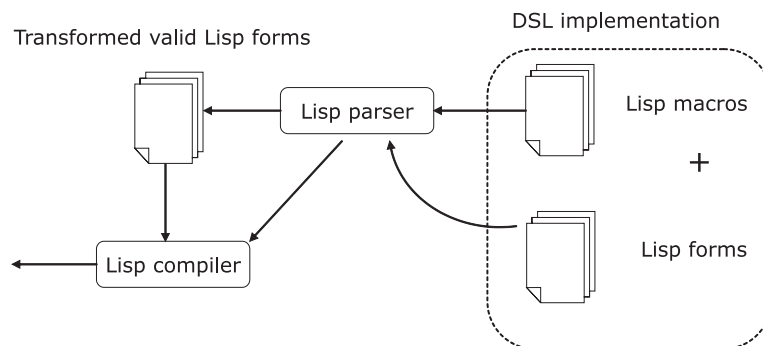 DSL implementation
Transformed valid Lisp forms
Lisp parser
Lisp macros
+
Lisp compiler
Lisp forms